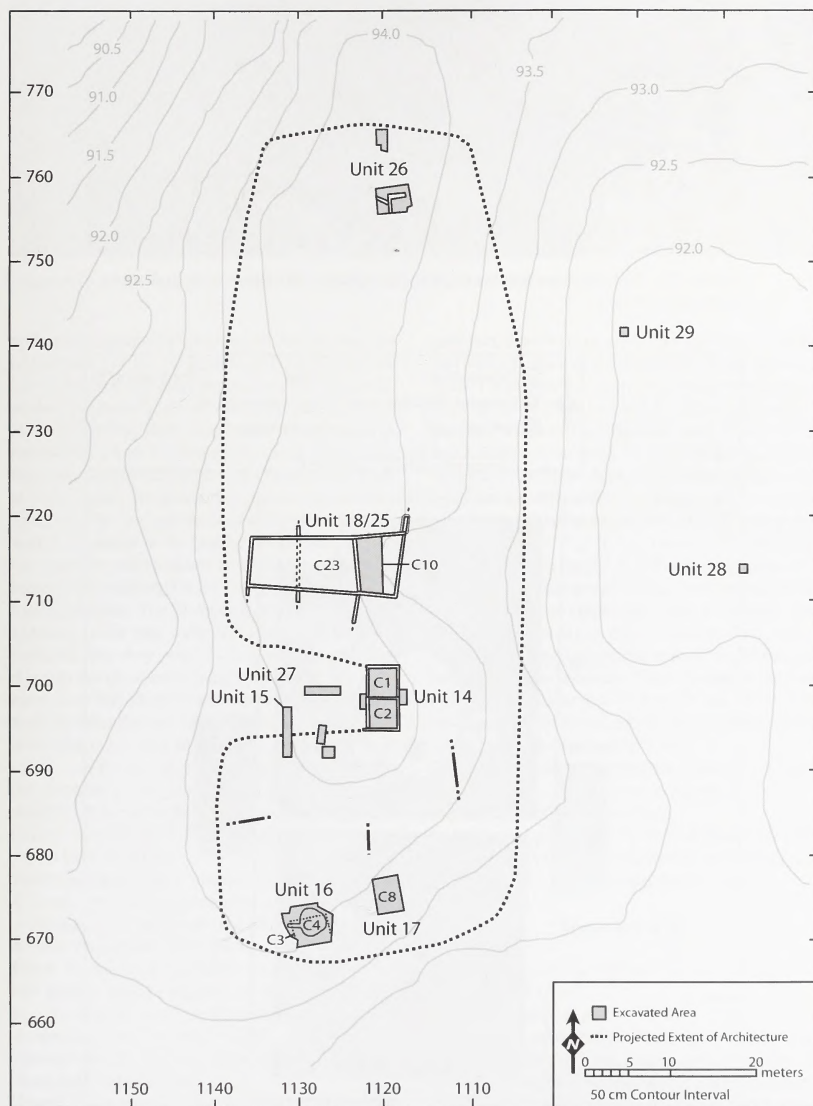 90.5
94.0
93.5
91.0
93.0
770
91.5
92.5
760
Unit 26
92.0
92.0
750
92.5
740
Unit 29
730
720
Unit 18/25
C23
C10
Unit 28
710
Unit 27
C1
700
Unit 15
Unit 14
C2
690
680
Unit 16
C8
C4
670
C3
Unit 17
660
Excavated Area
Projected Extent of Architecture
N
0 5 10 20
meters
50 cm Contour Interval
1150 1140 1130 1120 1110